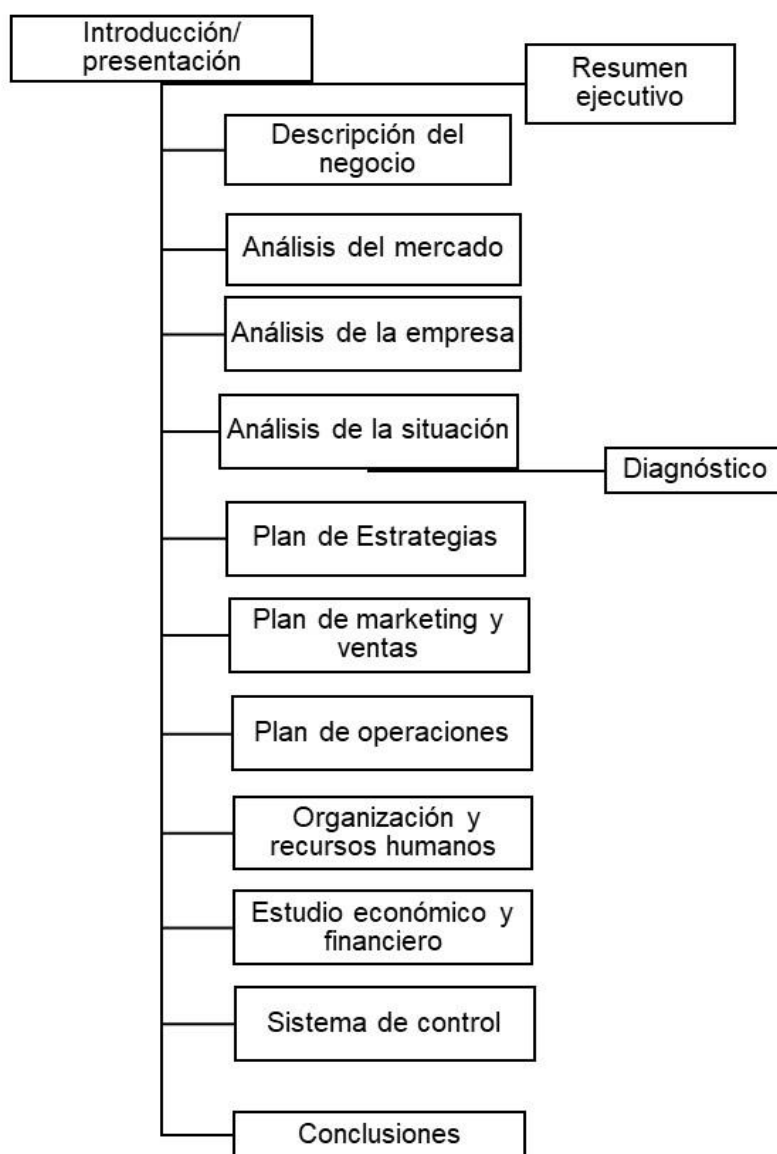 Introducción/
presentación
Resumen
ejecutivo
Descripción del
negocio
Análisis del mercado
Análisis de la empresa
Análisis de la situación
Diagnóstico
Plan de Estrategias
Plan de marketing y
ventas
Plan de operaciones
Organización y
recursos humanos
Estudio económico y
financiero
Sistema de control
Conclusiones